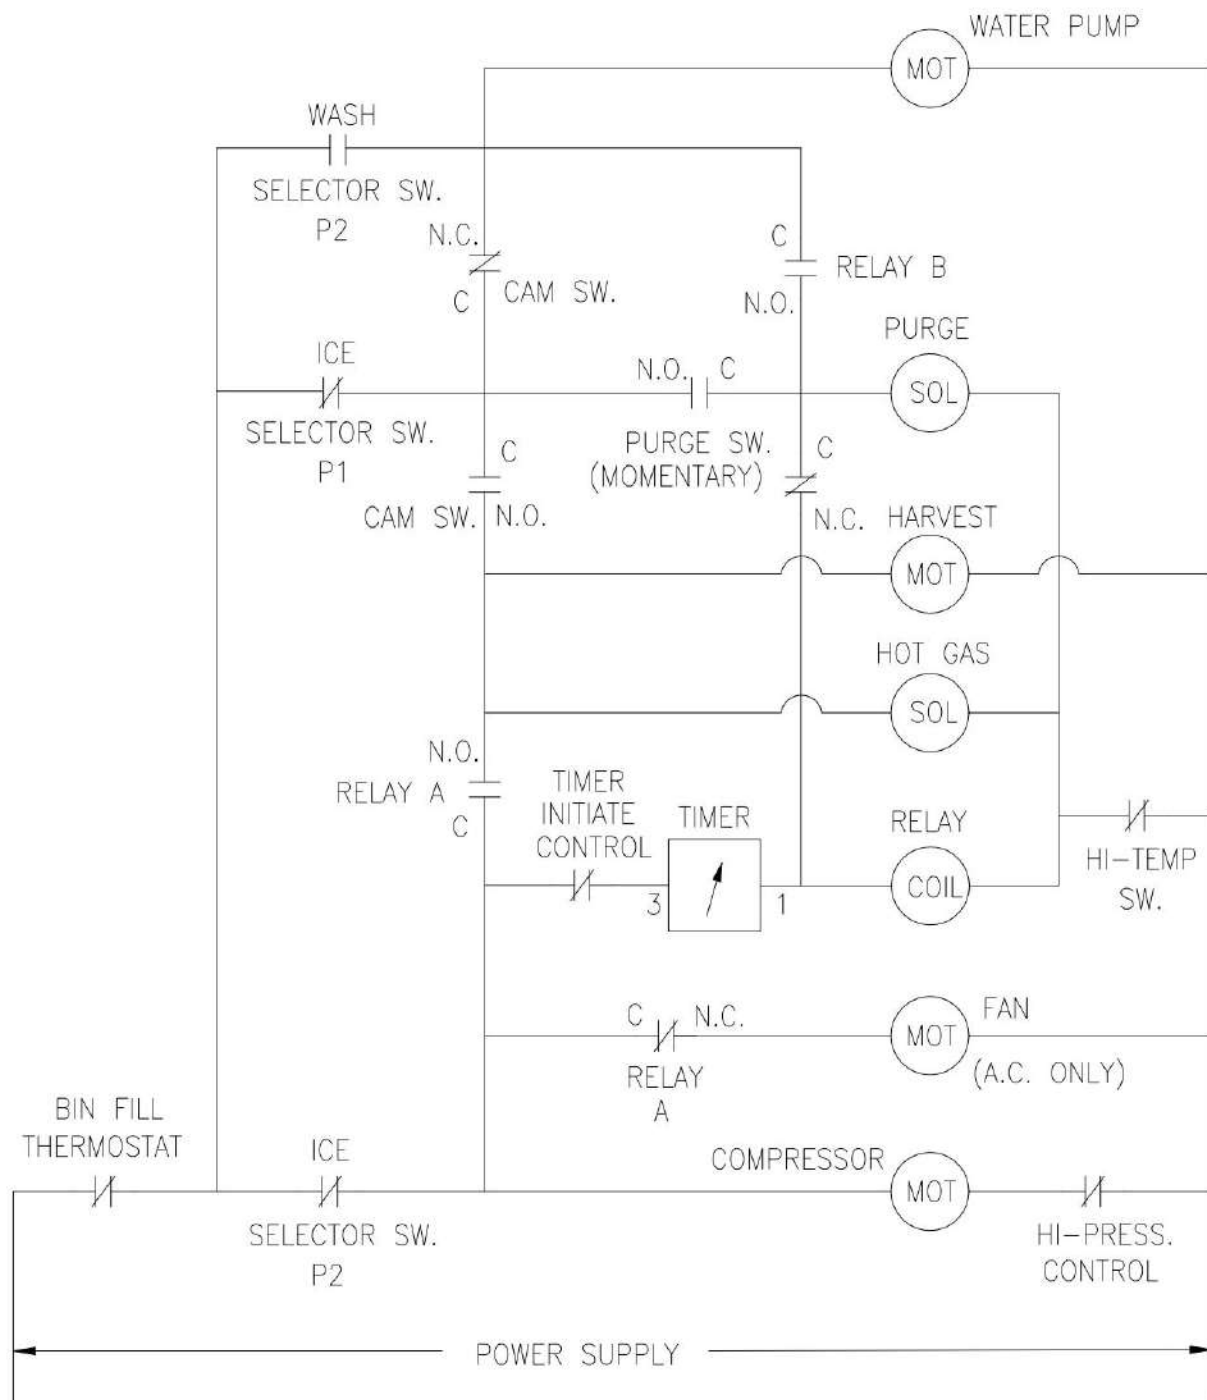 WATER PUMP
MOT
WASH
SELECTOR SW.
P2
N.C.
C
CAM SW.
C
RELAY B
N.O.
PURGE
SOL
ICE
SELECTOR SW.
P1
N.O.
C
PURGE SW.
(MOMENTARY)
C
CAM SW.
N.O.
C
N.C.
HARVEST
MOT
HOT GAS
SOL
N.O.
RELAY A
C
TIMER
INITIATE
CONTROL
TIMER
3
1
RELAY
COIL
HI-TEMP
SW.
C
N.C.
RELAY
A
MOT
FAN
(A.C. ONLY)
BIN FILL
THERMOSTAT
ICE
SELECTOR SW.
P2
COMPRESSOR
MOT
HI-PRESS.
CONTROL
POWER SUPPLY